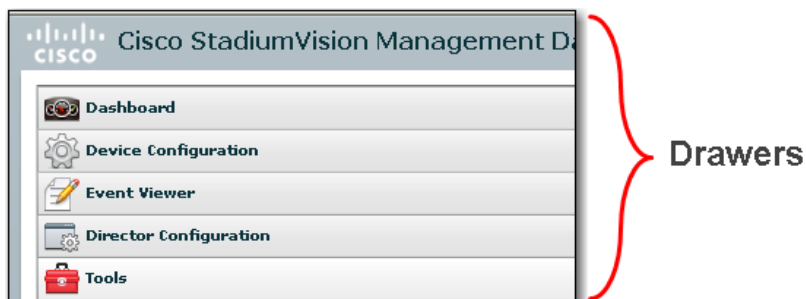 CISCO
Cisco StadiumVision Management Da
Dashboard
Device Configuration
Event Viewer
Director Configuration
Tools
Drawers